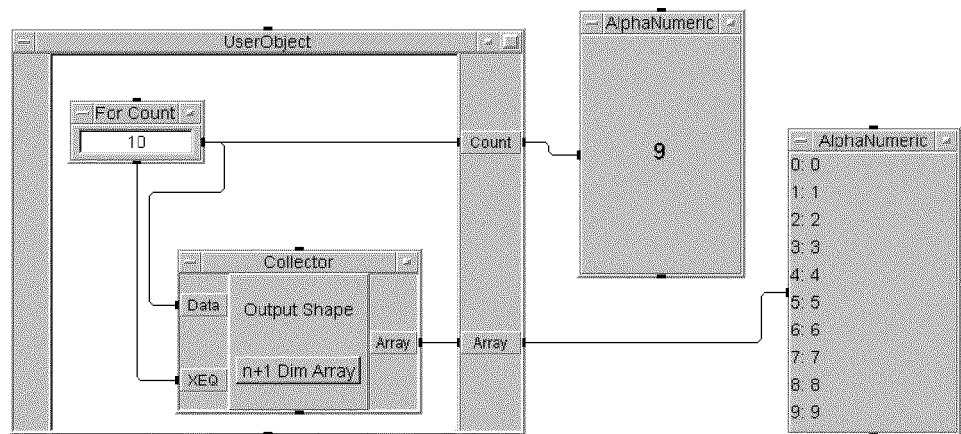 UserObject
For Count
10
Count
Collector
Data
Output Shape
n+1 Dim Array
XEQ
Array
Array
AlphaNumeric
9
AlphaNumeric
0: 0
1: 1
2: 2
3: 3
4: 4
5: 5
6: 6
7: 7
8: 8
9: 9